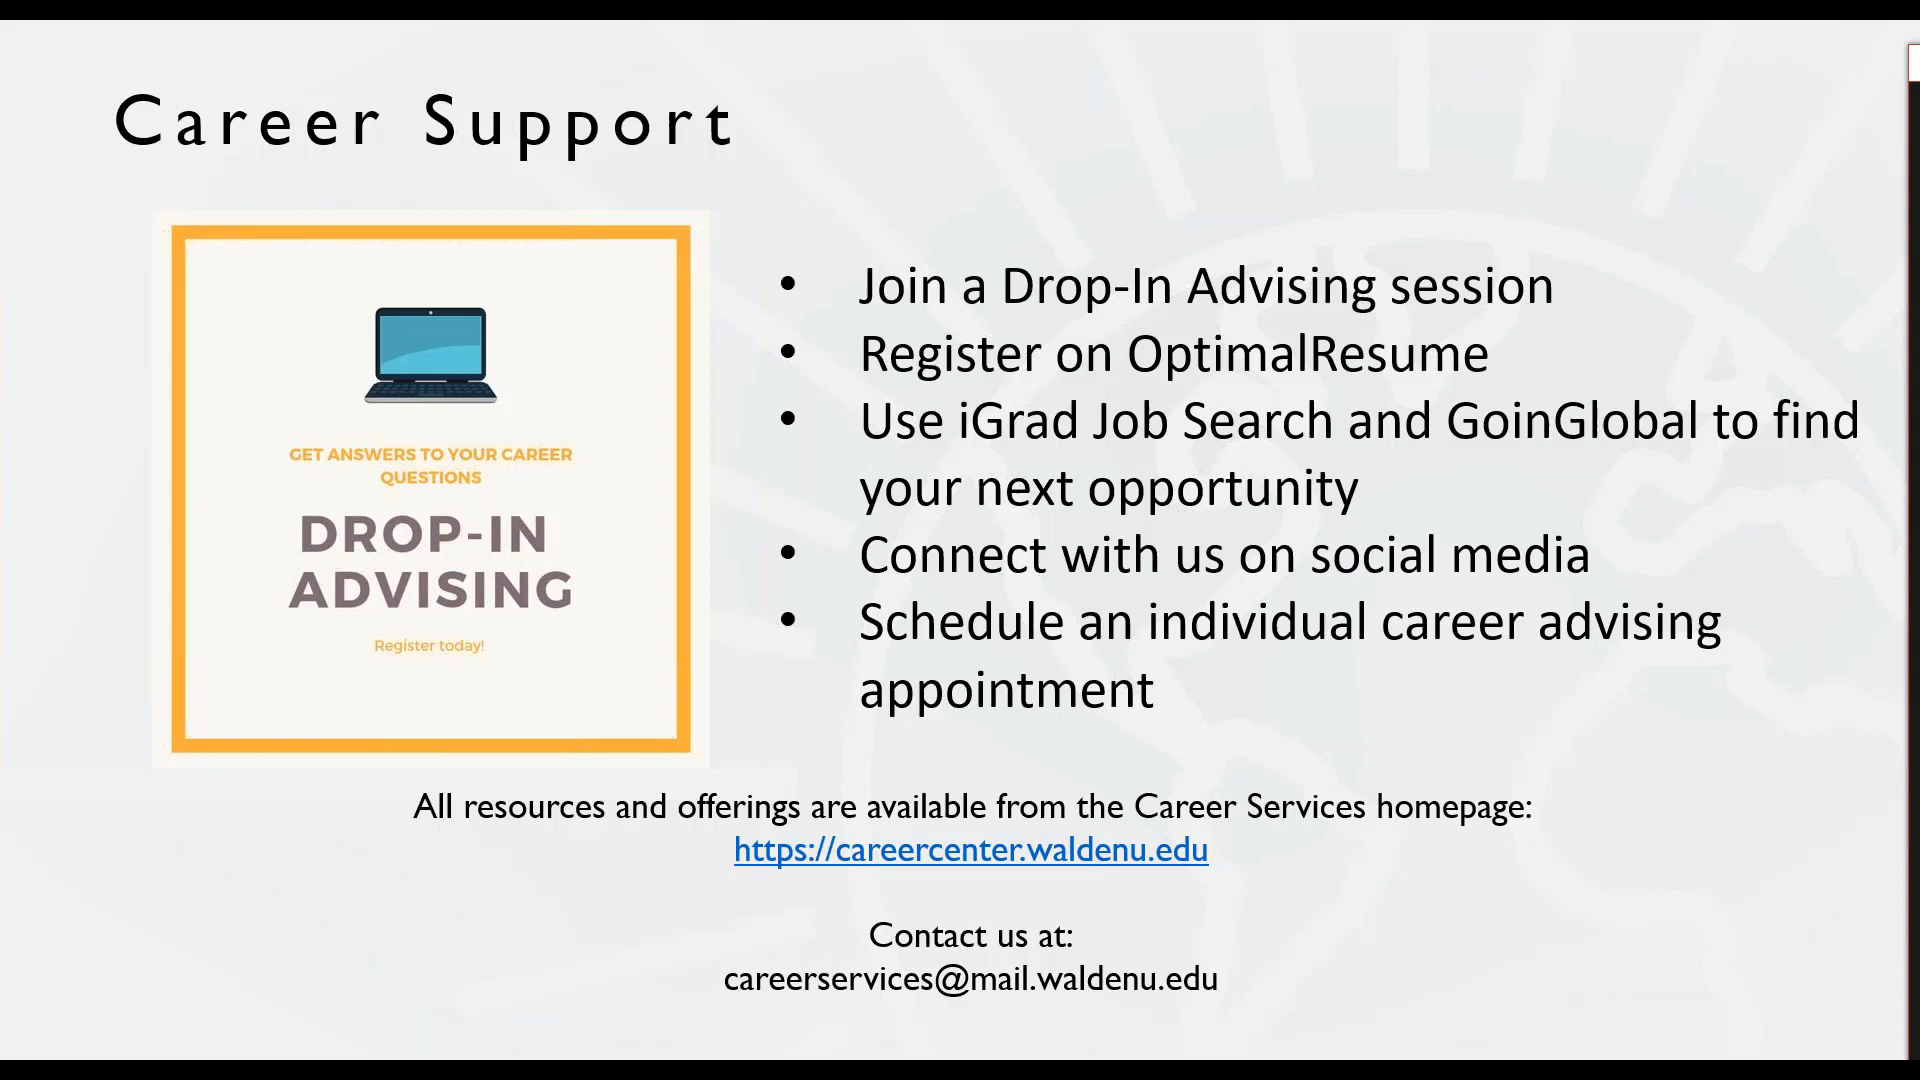 Career Support
GET ANSWERS TO YOUR CAREER
QUESTIONS
DROP-IN
ADVISING
Register today!
• Join a Drop-In Advising session
• Register on OptimalResume
• Use iGrad Job Search and GoinGlobal to find
your next opportunity
• Connect with us on social media
• Schedule an individual career advising
appointment
All resources and offerings are available from the Career Services homepage:
https://careercenter.waldenu.edu
Contact us at:
careerservices@mail.waldenu.edu